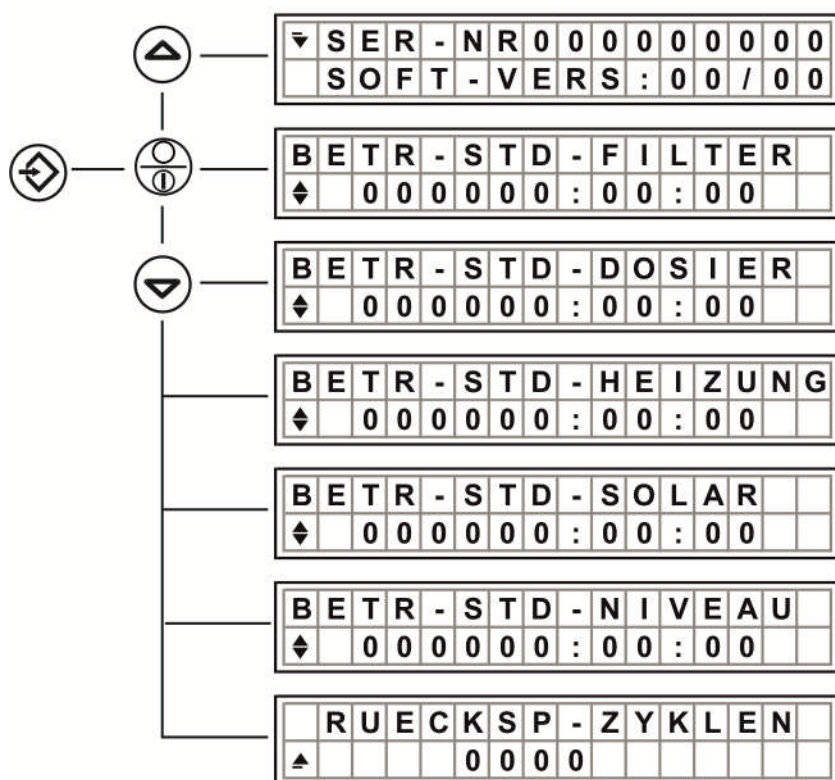 SER-NR000000000
SOFT-VERS:00/00
BETR-STD-FILTER
000000:00:00
BETR-STD-DOSIER
000000:00:00
BETR-STD-HEIZUNG
000000:00:00
BETR-STD-SOLAR
000000:00:00
BETR-STD-NIVEAU
000000:00:00
RUECKSP-ZYKLEN
0000